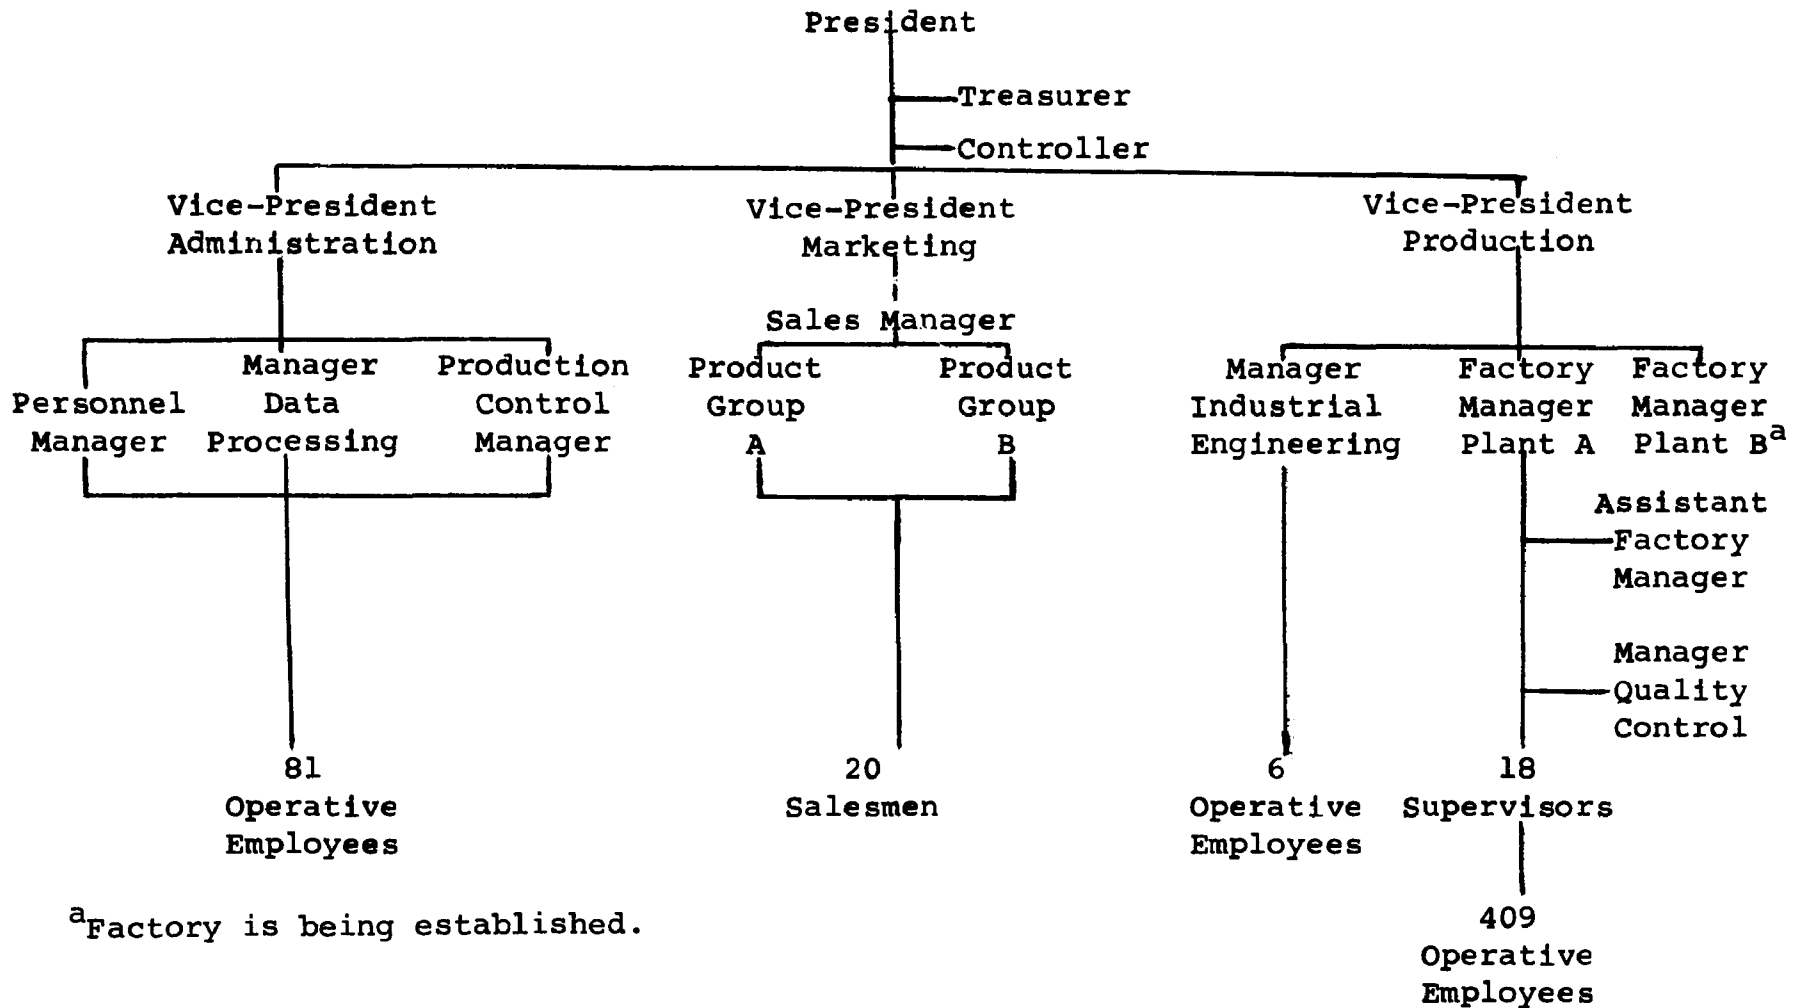 President
Treasurer
Controller
Vice-President
Administration
Vice-President
Marketing
Vice-President
Production
Sales Manager
Personnel
Manager
Manager
Data
Processing
Production
Control
Manager
Product
Group
A
Product
Group
B
Manager
Industrial
Engineering
Factory
Manager
Plant A
Factory
Manager
Plant Bᵃ
Assistant
Factory
Manager
Manager
Quality
Control
81
Operative
Employees
20
Salesmen
6
Operative
Employees
18
Supervisors
409
Operative
Employees
ᵃFactory is being established.